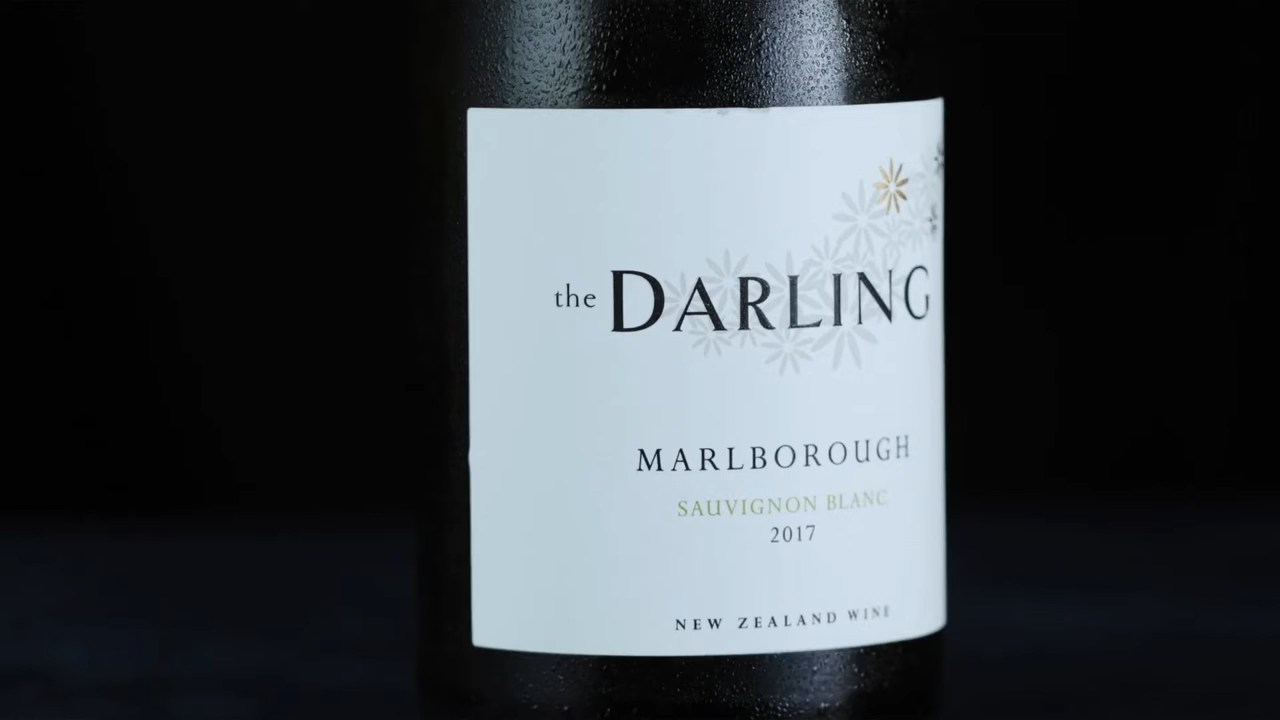 the DARLING
MARLBOROUGH
SAUVIGNON BLANC
2017
NEW ZEALAND WINE